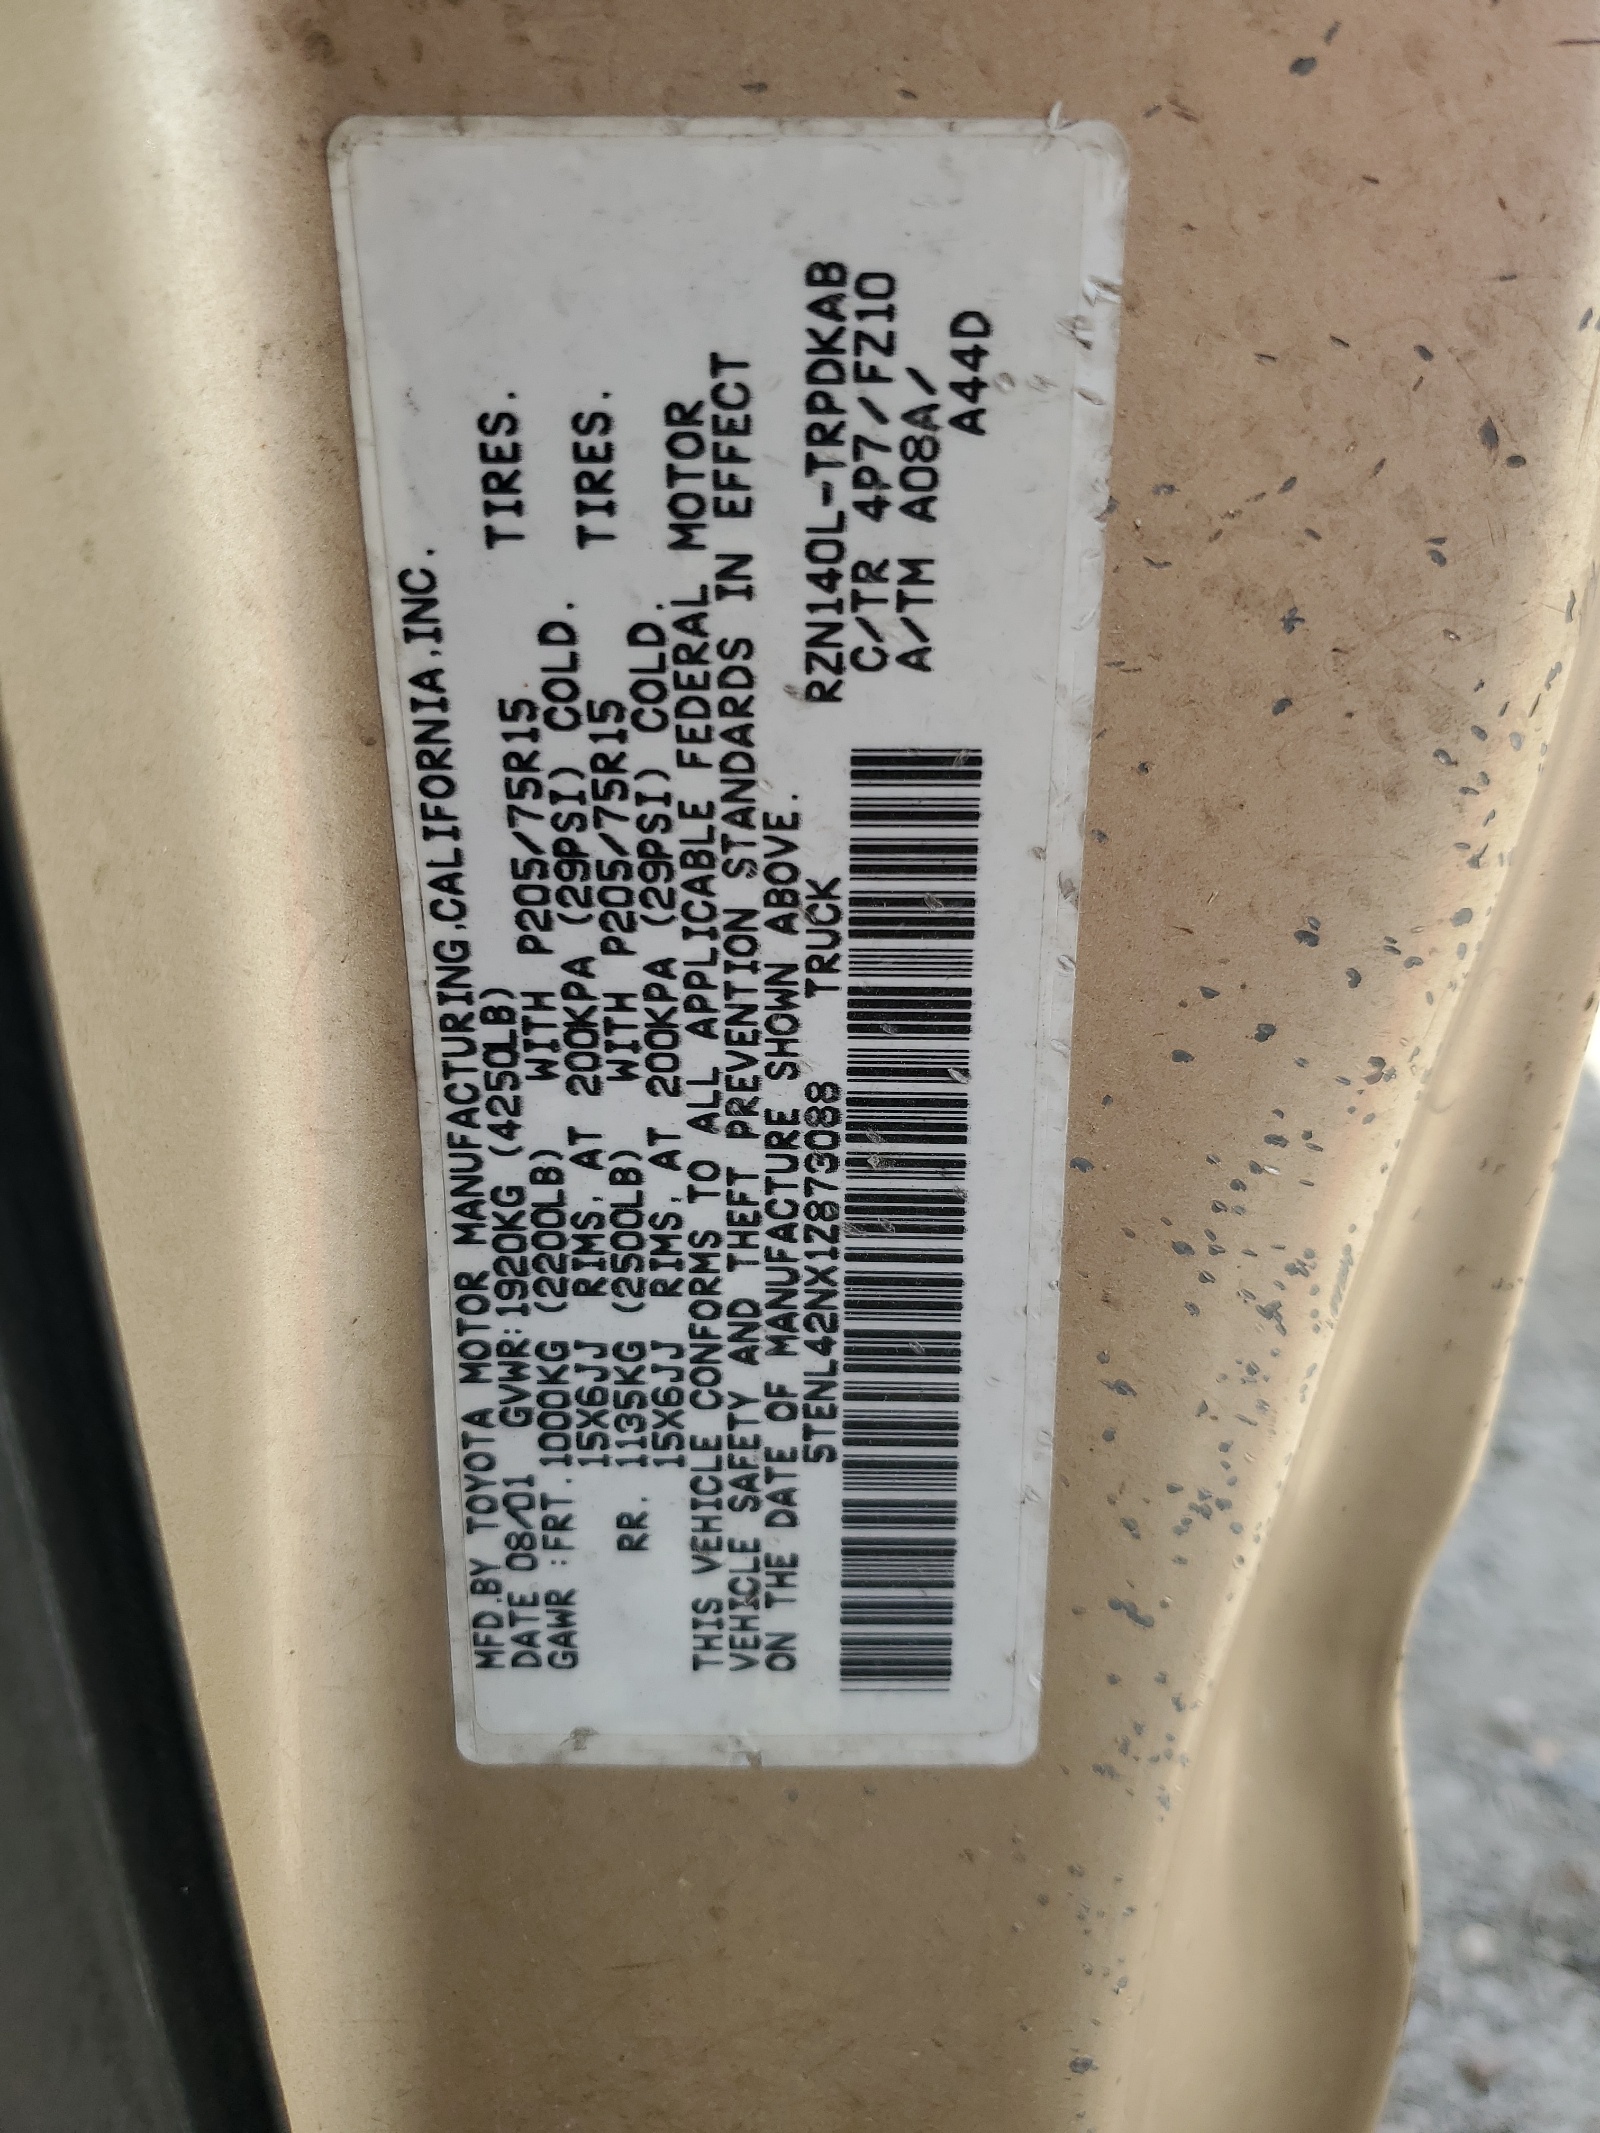 MFD.BY TOYOTA MOTOR MANUFACTURING,CALIFORNIA,INC.
DATE 08/01 GVWR:1920KG (4250LB)
GAWR :FRT. 1000KG (2200LB) WITH P205/75R15 TIRES.
15X6JJ RIMS, AT 200KPA (29PSI) COLD.
RR. 1135KG (2500LB) WITH P205/75R15 TIRES.
15X6JJ RIMS, AT 200KPA (29PSI) COLD.
THIS VEHICLE CONFORMS TO ALL APPLICABLE FEDERAL MOTOR
VEHICLE SAFETY AND THEFT PREVENTION STANDARDS IN EFFECT
ON THE DATE OF MANUFACTURE SHOWN ABOVE.
5TENL42NX1Z873088 TRUCK RZN140L-TRPDKAB
C/TR 4P7/FZ10
A/TM A08A/
A44D